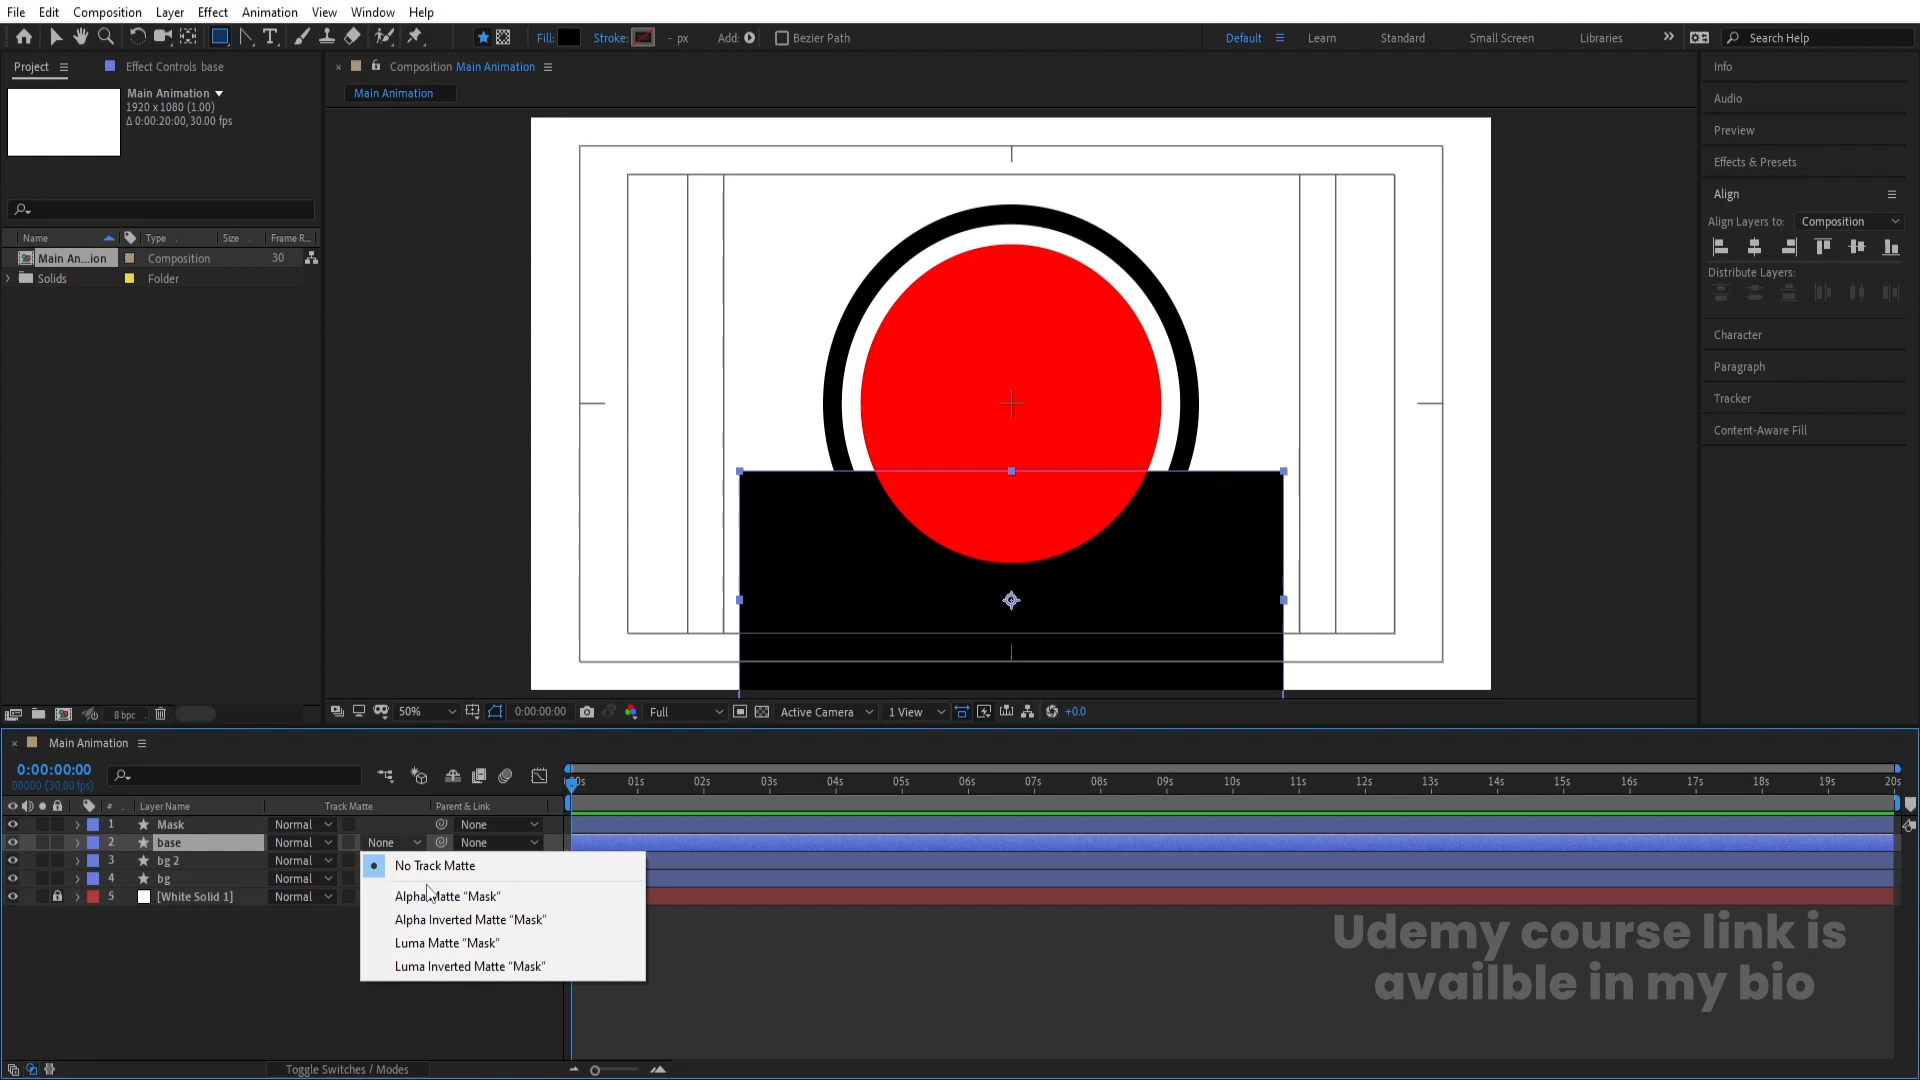 File Edit Composition Layer Effect Animation View Window Help
Fill: Stroke: - px Add: Bezier Path Default Learn Standard Small Screen Libraries Search Help
Project Effect Controls base
Main Animation
1920 x 1080 (1.00)
Δ 0:00:20:00, 30.00 fps
Name Type Size Frame R...
Main An...ion Composition 30
Solids Folder
8 bpc
Composition Main Animation
Main Animation
50% 0:00:00:00 Full Active Camera 1 View +0.0
Info
Audio
Preview
Effects & Presets
Align
Align Layers to: Composition
Distribute Layers:
Character
Paragraph
Tracker
Content-Aware Fill
Main Animation
0:00:00:00
00000 (30.00 fps)
01s 02s 03s 04s 05s 06s 07s 08s 09s 10s 11s 12s 13s 14s 15s 16s 17s 18s 19s 20s
# Layer Name Track Matte Parent & Link
1 Mask Normal None
2 base Normal None None
3 bg 2 Normal
4 bg Normal
5 [White Solid 1] Normal
No Track Matte
Alpha Matte "Mask"
Alpha Inverted Matte "Mask"
Luma Matte "Mask"
Luma Inverted Matte "Mask"
Udemy course link is
availble in my bio
Toggle Switches / Modes